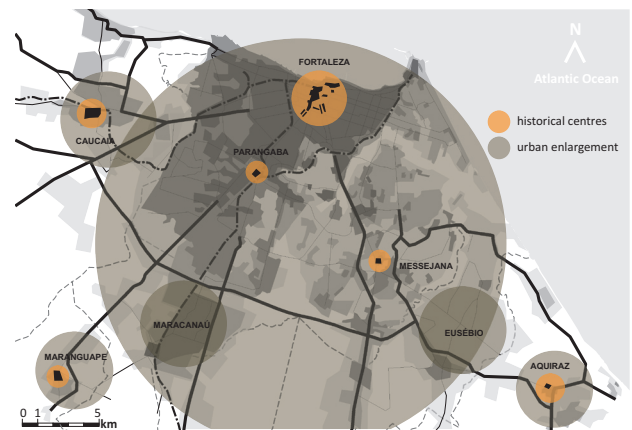 N
Atlantic Ocean
FORTALEZA
historical centres
urban enlargement
CAUCAIA
PARANGABA
MESSEJANA
MARACANAÚ
EUSÉBIO
MARANGUAPE
AQUIRAZ
0 1 5
km